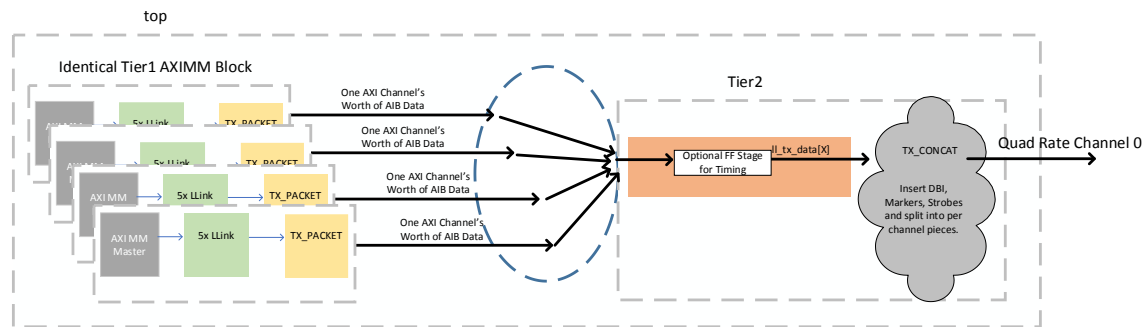 top
Identical Tier1 AXIMM Block
5x LLink
TX_PACKET
5x LLink
TX_PACKET
AXI MM
5x LLink
TX_PACKET
AXI MM
Master
5x LLink
TX_PACKET
One AXI Channel's
Worth of AIB Data
One AXI Channel's
Worth of AIB Data
One AXI Channel's
Worth of AIB Data
One AXI Channel's
Worth of AIB Data
Tier2
Optional FF Stage
for Timing
ll_tx_data[X]
TX_CONCAT
Insert DBI,
Markers, Strobes
and split into per
channel pieces.
Quad Rate Channel 0